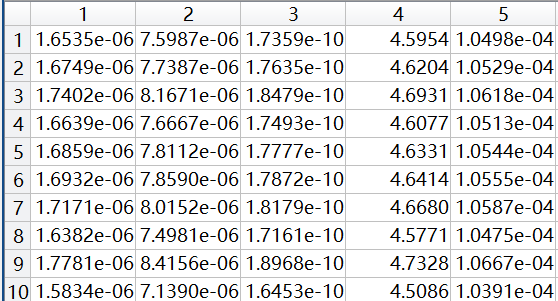 1 2 3 4 5
1 1.6535e-06 7.5987e-06 1.7359e-10 4.5954 1.0498e-04
2 1.6749e-06 7.7387e-06 1.7635e-10 4.6204 1.0529e-04
3 1.7402e-06 8.1671e-06 1.8479e-10 4.6931 1.0618e-04
4 1.6639e-06 7.6667e-06 1.7493e-10 4.6077 1.0513e-04
5 1.6859e-06 7.8112e-06 1.7777e-10 4.6331 1.0544e-04
6 1.6932e-06 7.8590e-06 1.7872e-10 4.6414 1.0555e-04
7 1.7171e-06 8.0152e-06 1.8179e-10 4.6680 1.0587e-04
8 1.6382e-06 7.4981e-06 1.7161e-10 4.5771 1.0475e-04
9 1.7781e-06 8.4156e-06 1.8968e-10 4.7328 1.0667e-04
10 1.5834e-06 7.1390e-06 1.6453e-10 4.5086 1.0391e-04